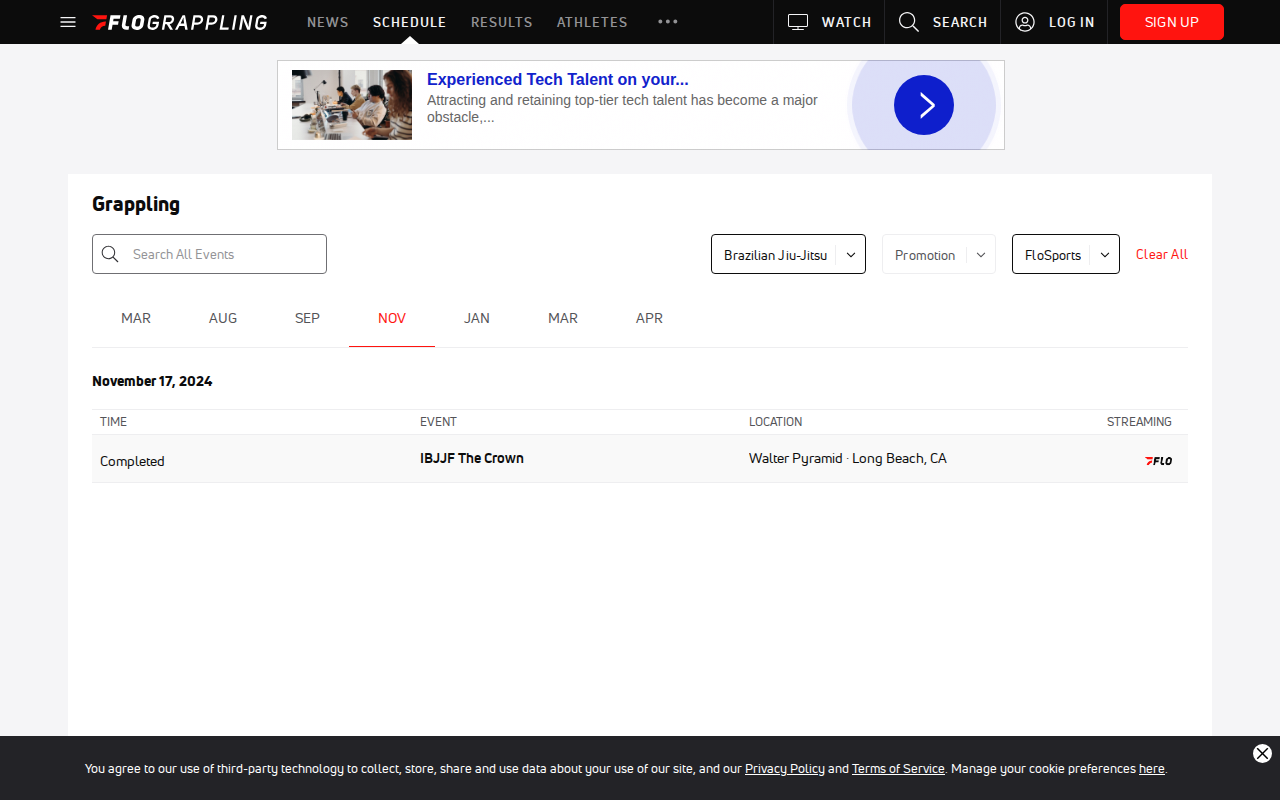 FLOGRAPPLING NEWS SCHEDULE RESULTS ATHLETES WATCH SEARCH LOG IN SIGN UP
Experienced Tech Talent on your...
Attracting and retaining top-tier tech talent has become a major
obstacle,...
Grappling
Search All Events Brazilian Jiu-Jitsu Promotion FloSports Clear All
MAR AUG SEP NOV JAN MAR APR
November 17, 2024
TIME EVENT LOCATION STREAMING
Completed IBJJF The Crown Walter Pyramid · Long Beach, CA FLO
You agree to our use of third-party technology to collect, store, share and use data about your use of our site, and our Privacy Policy and Terms of Service. Manage your cookie preferences here.